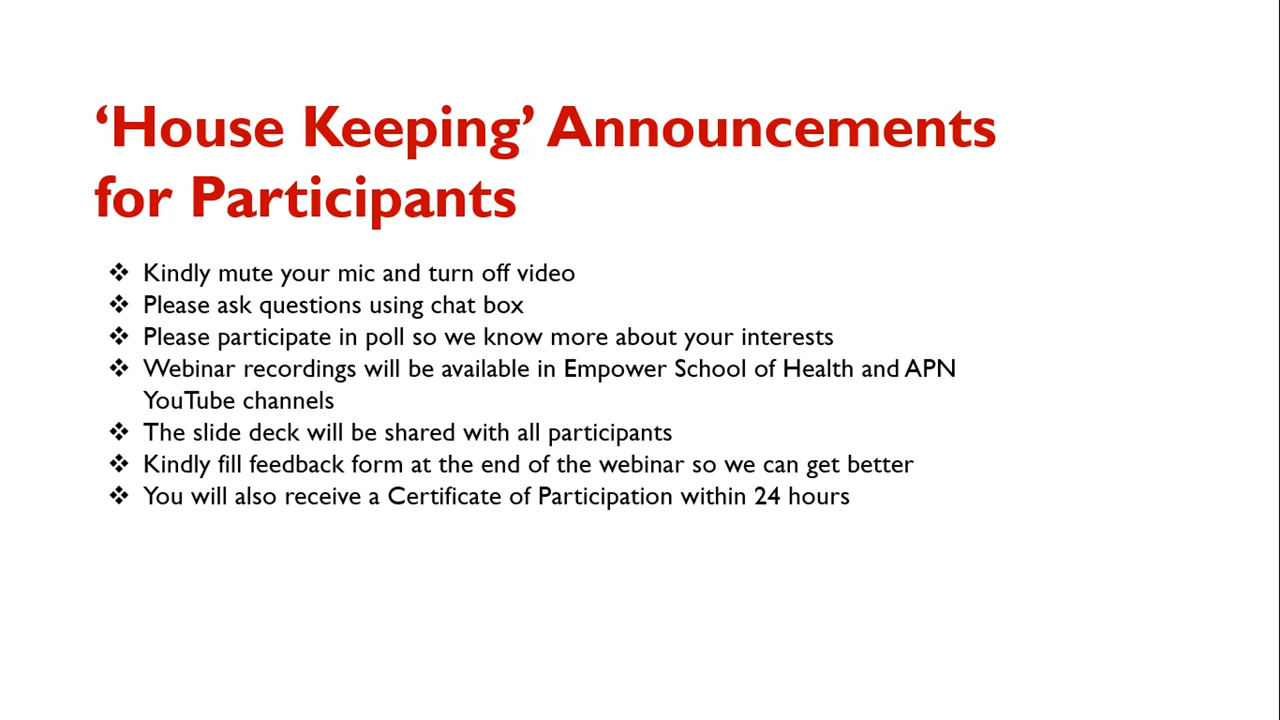 ‘House Keeping’ Announcements
for Participants
❖ Kindly mute your mic and turn off video
❖ Please ask questions using chat box
❖ Please participate in poll so we know more about your interests
❖ Webinar recordings will be available in Empower School of Health and APN
YouTube channels
❖ The slide deck will be shared with all participants
❖ Kindly fill feedback form at the end of the webinar so we can get better
❖ You will also receive a Certificate of Participation within 24 hours